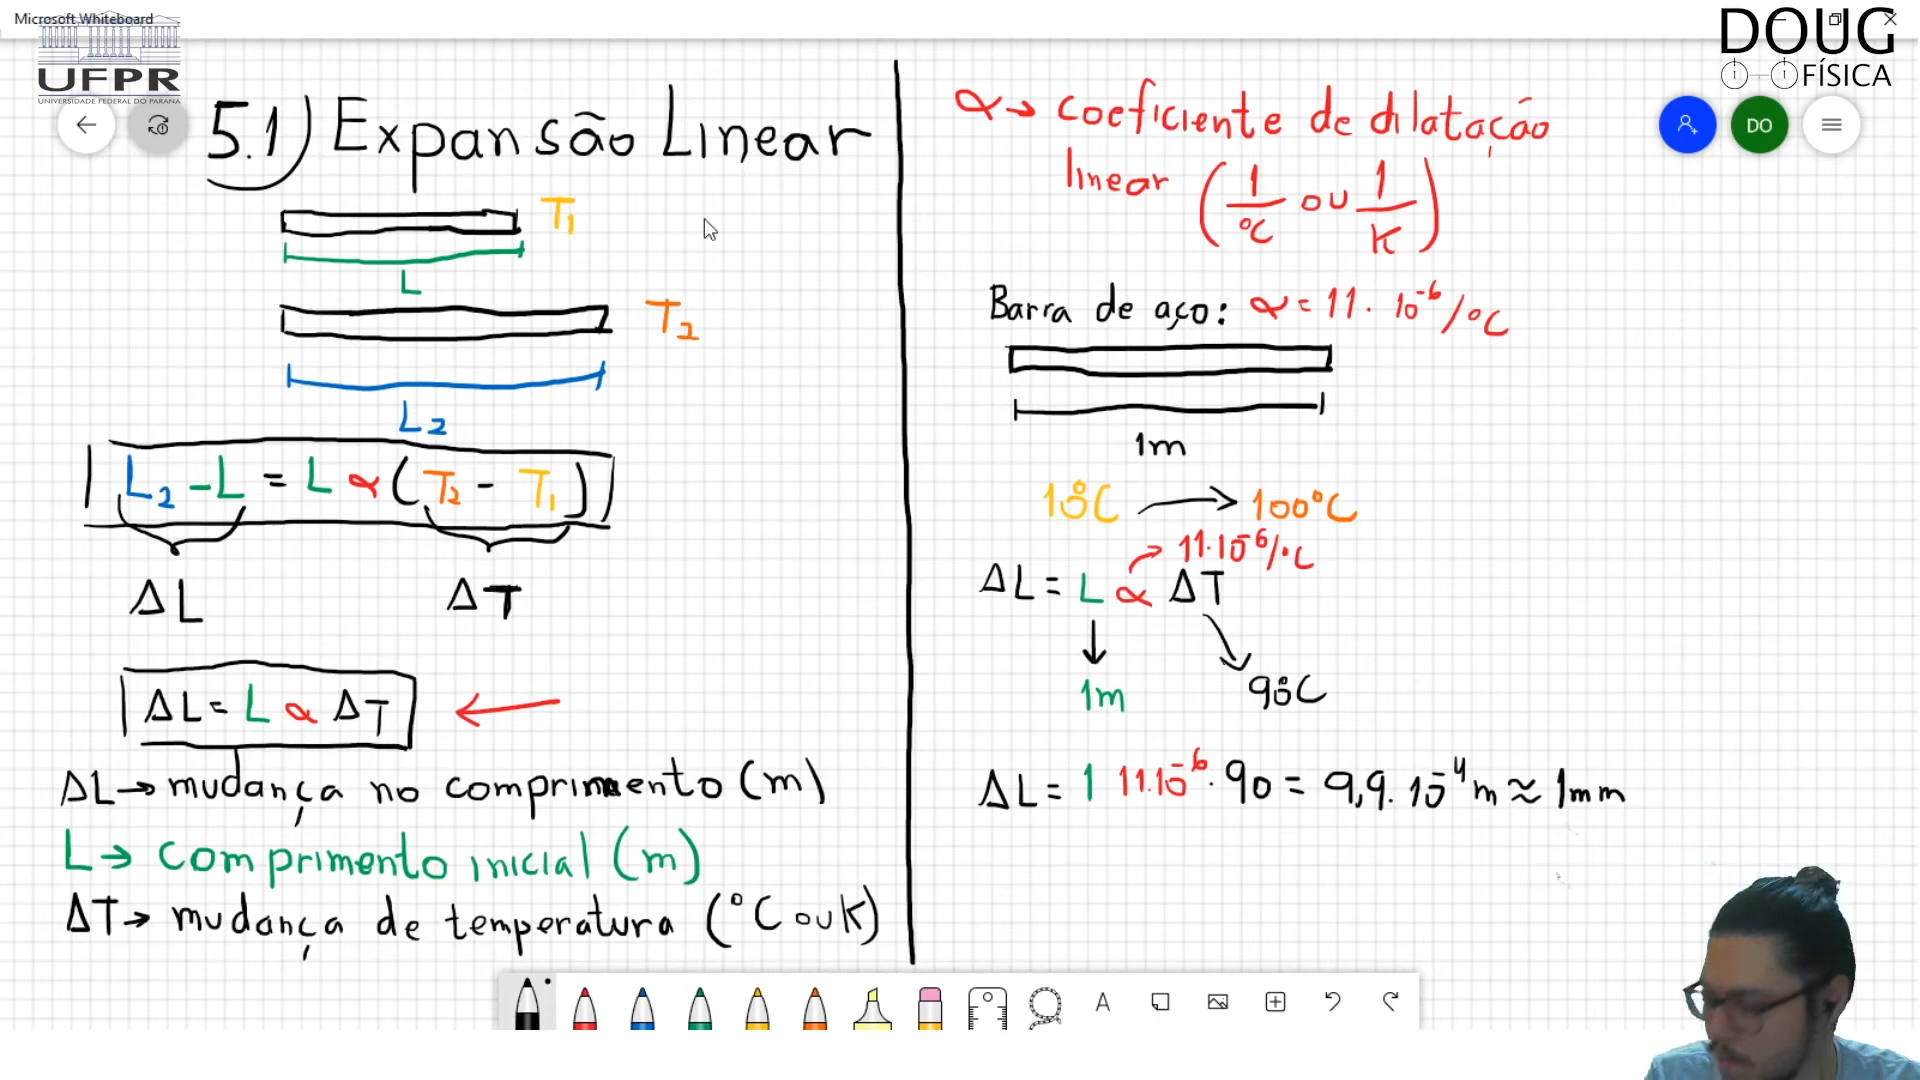 Microsoft Whiteboard
UFPR
UNIVERSIDADE FEDERAL DO PARANÁ
DOUG
FÍSICA
DO
5.1) Expansão Linear
T₁
L
T₂
L₂
L₂ - L = L α (T₂ - T₁)
ΔL ΔT
ΔL = L α ΔT
ΔL → mudança no comprimento (m)
L → comprimento inicial (m)
ΔT → mudança de temperatura (°C ou K)
α → coeficiente de dilatação
linear (1/°C ou 1/K)
Barra de aço: α = 11 . 10⁻⁶/°C
1m
10°C → 100°C
11.10⁻⁶/°C
ΔL = L α ΔT
1m 90°C
ΔL = 1 11.10⁻⁶ . 90 = 9,9 . 10⁻⁴ m ≈ 1mm
A